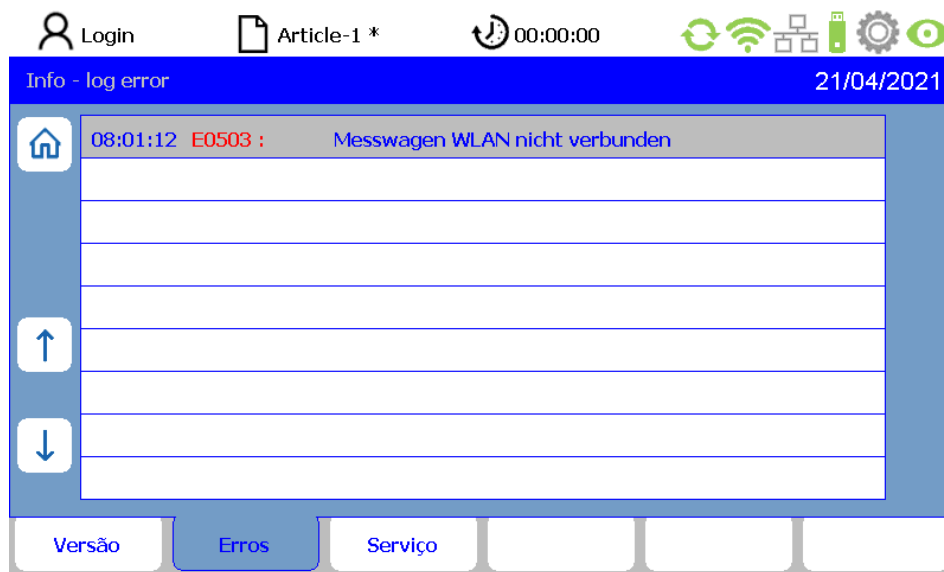 Login Article-1 * 00:00:00
Info - log error 21/04/2021
08:01:12 E0503 : Messwagen WLAN nicht verbunden
Versão Erros Serviço